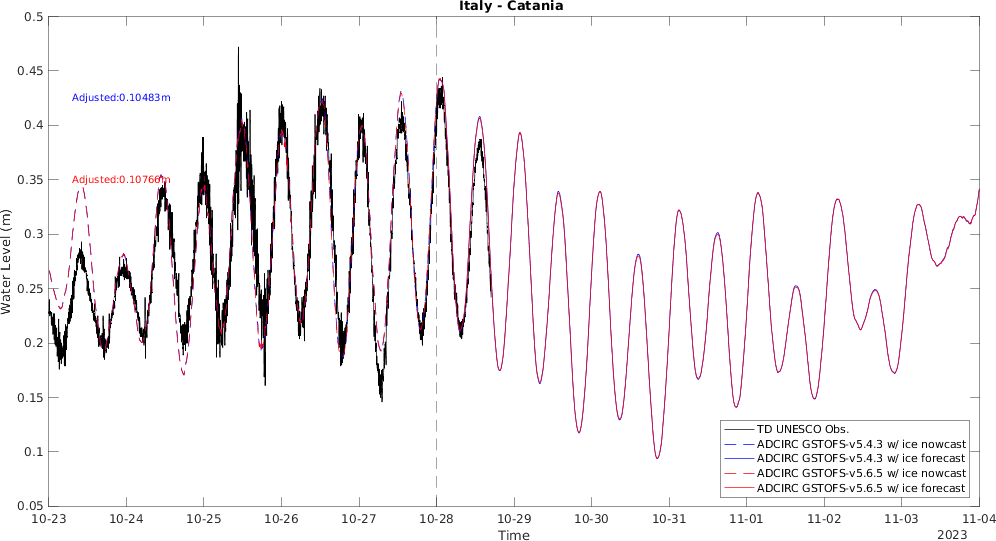 Italy - Catania
0.5
0.45
0.4
0.35
0.3
0.25
0.2
0.15
0.1
0.05
Water Level (m)
Adjusted:0.10483m
Adjusted:0.10766m
TD UNESCO Obs.
ADCIRC GSTOFS-v5.4.3 w/ ice nowcast
ADCIRC GSTOFS-v5.4.3 w/ ice forecast
ADCIRC GSTOFS-v5.6.5 w/ ice nowcast
ADCIRC GSTOFS-v5.6.5 w/ ice forecast
10-23 10-24 10-25 10-26 10-27 10-28 10-29 10-30 10-31 11-01 11-02 11-03 11-04
Time
2023